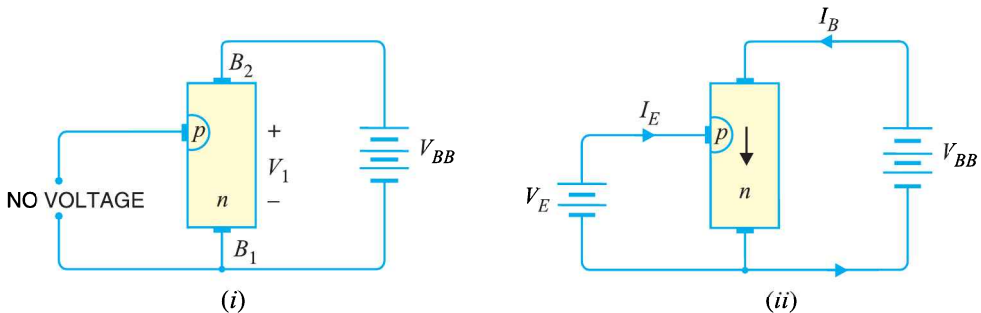 B2
p
+
V1
−
n
B1
VBB
NO VOLTAGE
(i)
IB
IE
p
n
VE
VBB
(ii)